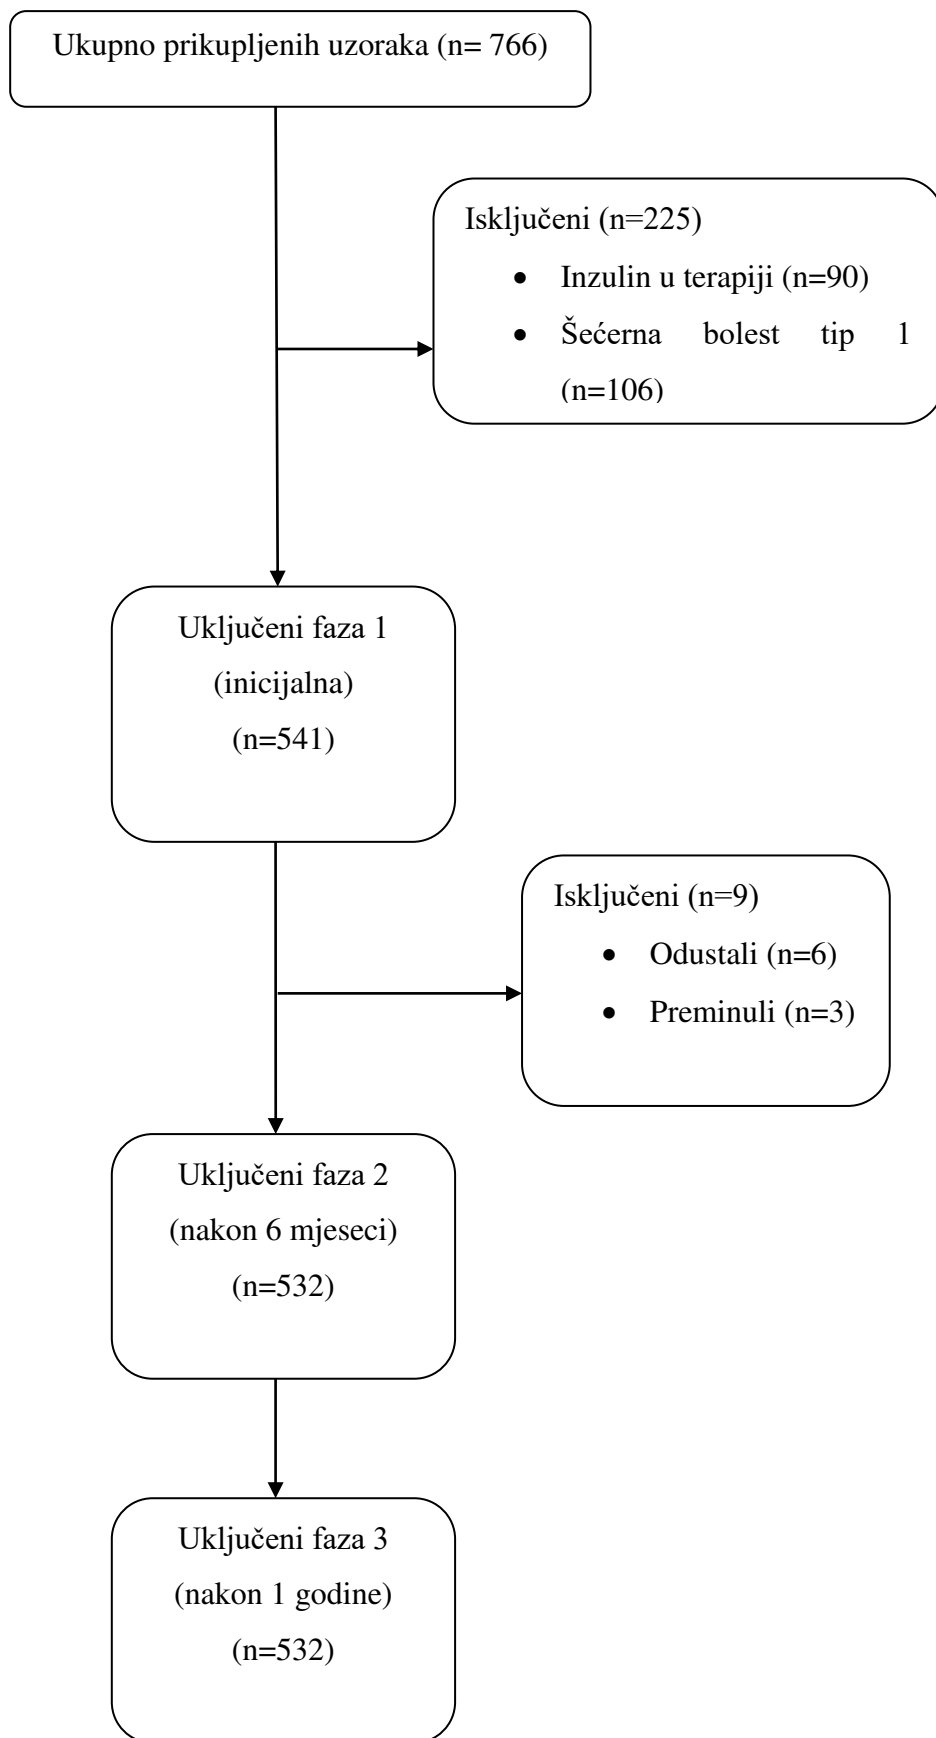 Ukupno prikupljenih uzoraka (n= 766)
Isključeni (n=225)
• Inzulin u terapiji (n=90)
• Šećerna bolest tip 1
(n=106)
Uključeni faza 1
(inicijalna)
(n=541)
Isključeni (n=9)
• Odustali (n=6)
• Preminuli (n=3)
Uključeni faza 2
(nakon 6 mjeseci)
(n=532)
Uključeni faza 3
(nakon 1 godine)
(n=532)